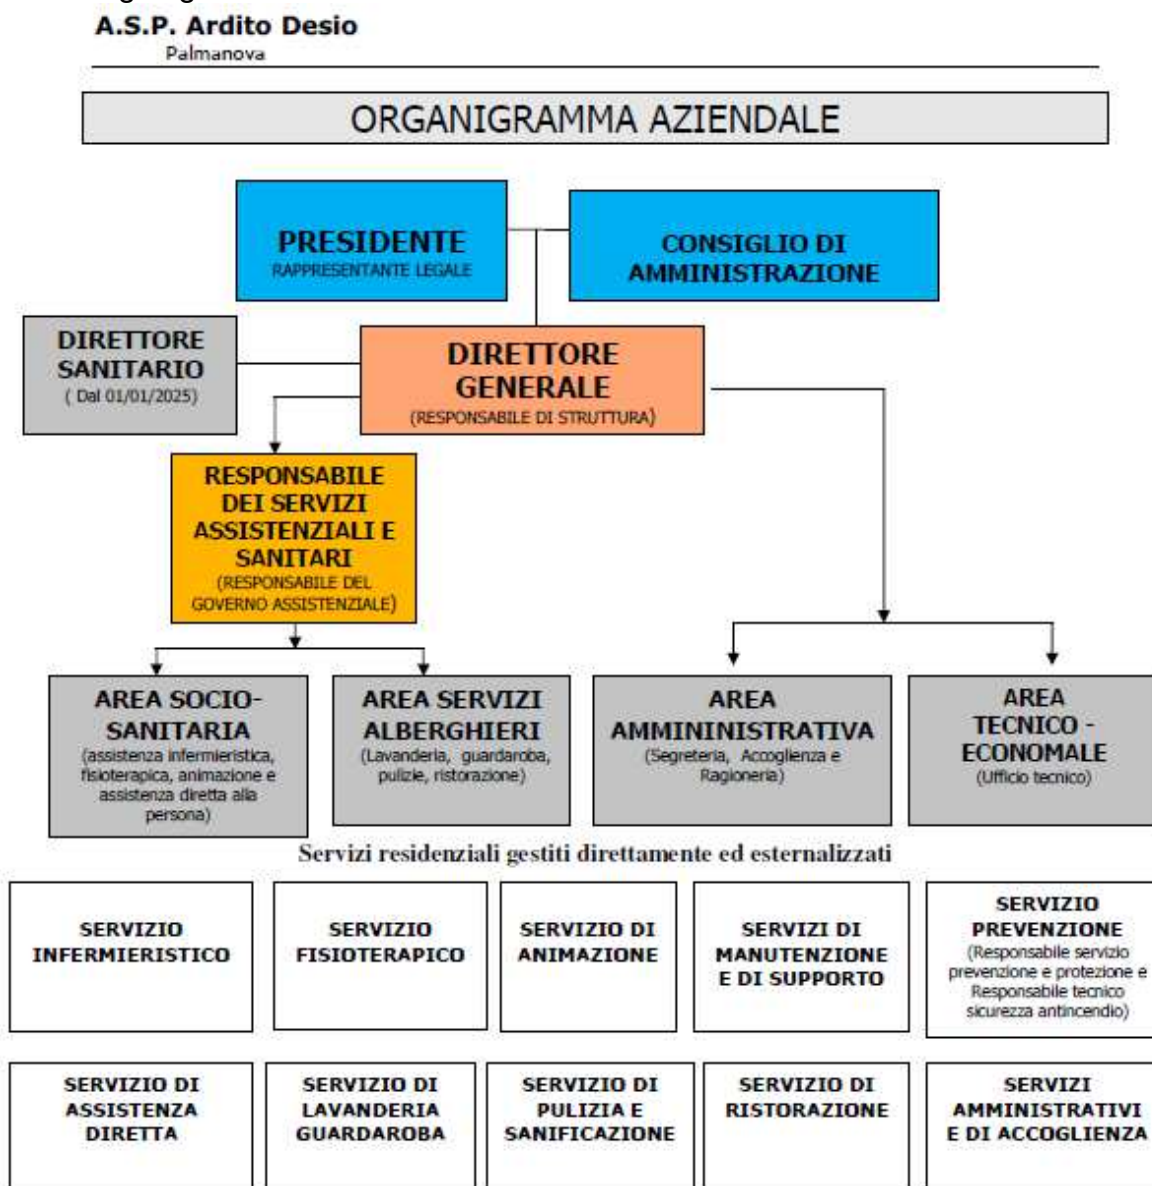 A.S.P. Ardito Desio
Palmanova
ORGANIGRAMMA AZIENDALE
PRESIDENTE
RAPPRESENTANTE LEGALE
CONSIGLIO DI
AMMINISTRAZIONE
DIRETTORE
SANITARIO
( Dal 01/01/2025)
DIRETTORE
GENERALE
(RESPONSABILE DI STRUTTURA)
RESPONSABILE
DEI SERVIZI
ASSISTENZIALI E
SANITARI
(RESPONSABILE DEL
GOVERNO ASSISTENZIALE)
AREA SOCIO-
SANITARIA
(assistenza infermieristica,
fisioterapica, animazione e
assistenza diretta alla
persona)
AREA SERVIZI
ALBERGHIERI
(Lavanderia, guardaroba,
pulizie, ristorazione)
AREA
AMMININISTRATIVA
(Segreteria, Accoglienza e
Ragioneria)
AREA
TECNICO -
ECONOMALE
(Ufficio tecnico)
Servizi residenziali gestiti direttamente ed esternalizzati
SERVIZIO
INFERMIERISTICO
SERVIZIO
FISIOTERAPICO
SERVIZIO DI
ANIMAZIONE
SERVIZI DI
MANUTENZIONE
E DI SUPPORTO
SERVIZIO
PREVENZIONE
(Responsabile servizio
prevenzione e protezione e
Responsabile tecnico
sicurezza antincendio)
SERVIZIO DI
ASSISTENZA
DIRETTA
SERVIZIO DI
LAVANDERIA
GUARDAROBA
SERVIZIO DI
PULIZIA E
SANIFICAZIONE
SERVIZIO DI
RISTORAZIONE
SERVIZI
AMMINISTRATIVI
E DI ACCOGLIENZA